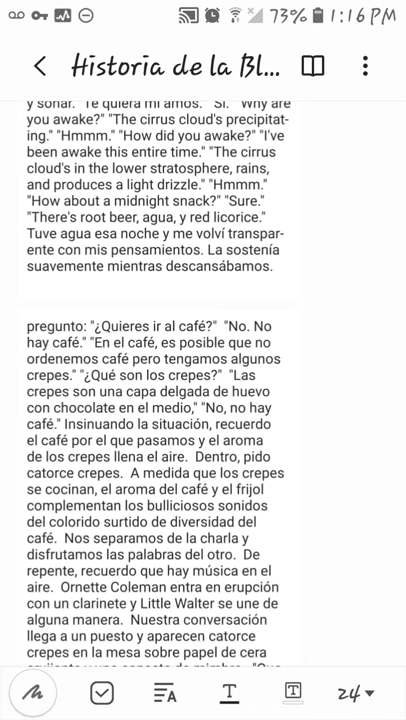 73% 1:16 PM
Historia de la Bl...
y soñar. "Te quiera mi amos." "Sí." "Why are
you awake?" "The cirrus cloud's precipitat-
ing." "Hmmm." "How did you awake?" "I've
been awake this entire time." "The cirrus
cloud's in the lower stratosphere, rains,
and produces a light drizzle." "Hmmm."
"How about a midnight snack?" "Sure."
"There's root beer, agua, y red licorice."
Tuve agua esa noche y me volví transpar-
ente con mis pensamientos. La sostenía
suavemente mientras descansábamos.
pregunto: "¿Quieres ir al café?"  "No. No
hay café." "En el café, es posible que no
ordenemos café pero tengamos algunos
crepes." "¿Qué son los crepes?"  "Las
crepes son una capa delgada de huevo
con chocolate en el medio," "No, no hay
café." Insinuando la situación, recuerdo
el café por el que pasamos y el aroma
de los crepes llena el aire.  Dentro, pido
catorce crepes.  A medida que los crepes
se cocinan, el aroma del café y el frijol
complementan los bulliciosos sonidos
del colorido surtido de diversidad del
café.  Nos separamos de la charla y
disfrutamos las palabras del otro.  De
repente, recuerdo que hay música en el
aire.  Ornette Coleman entra en erupción
con un clarinete y Little Walter se une de
alguna manera.  Nuestra conversación
llega a un puesto y aparecen catorce
crepes en la mesa sobre papel de cera
24